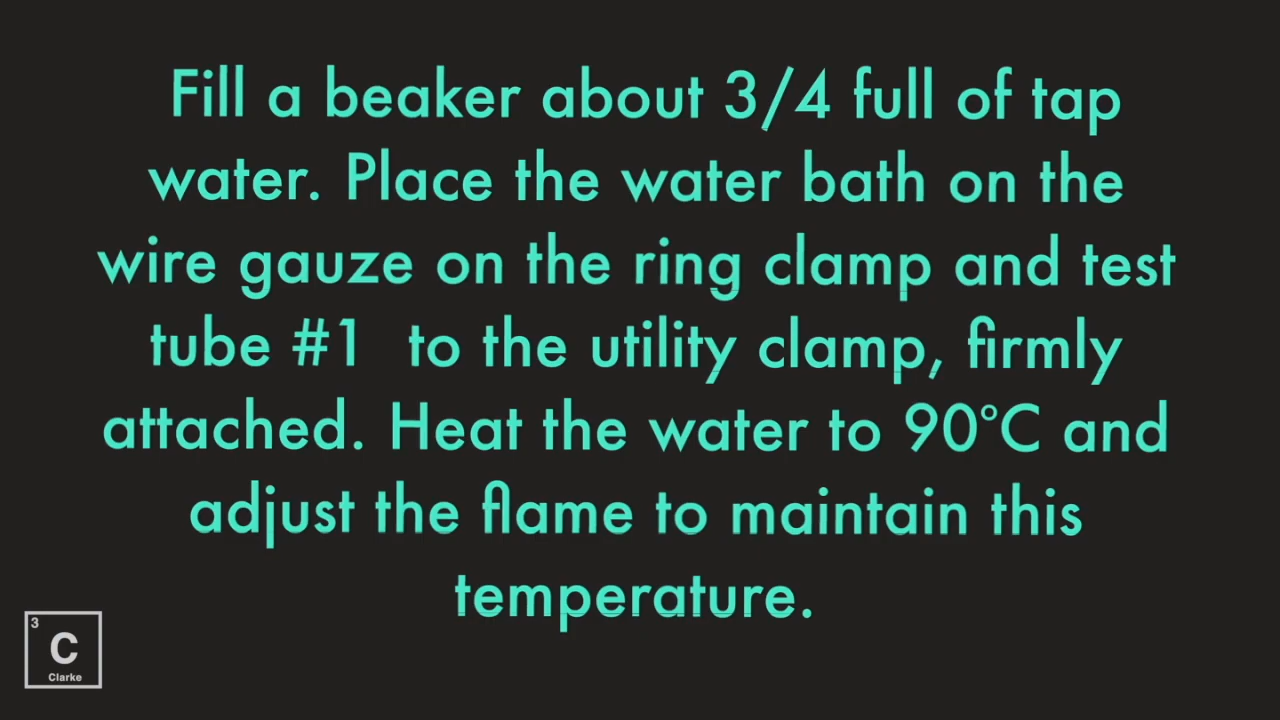 Fill a beaker about 3/4 full of tap
water. Place the water bath on the
wire gauze on the ring clamp and test
tube #1 to the utility clamp, firmly
attached. Heat the water to 90°C and
adjust the flame to maintain this
temperature.
3
C
Clarke